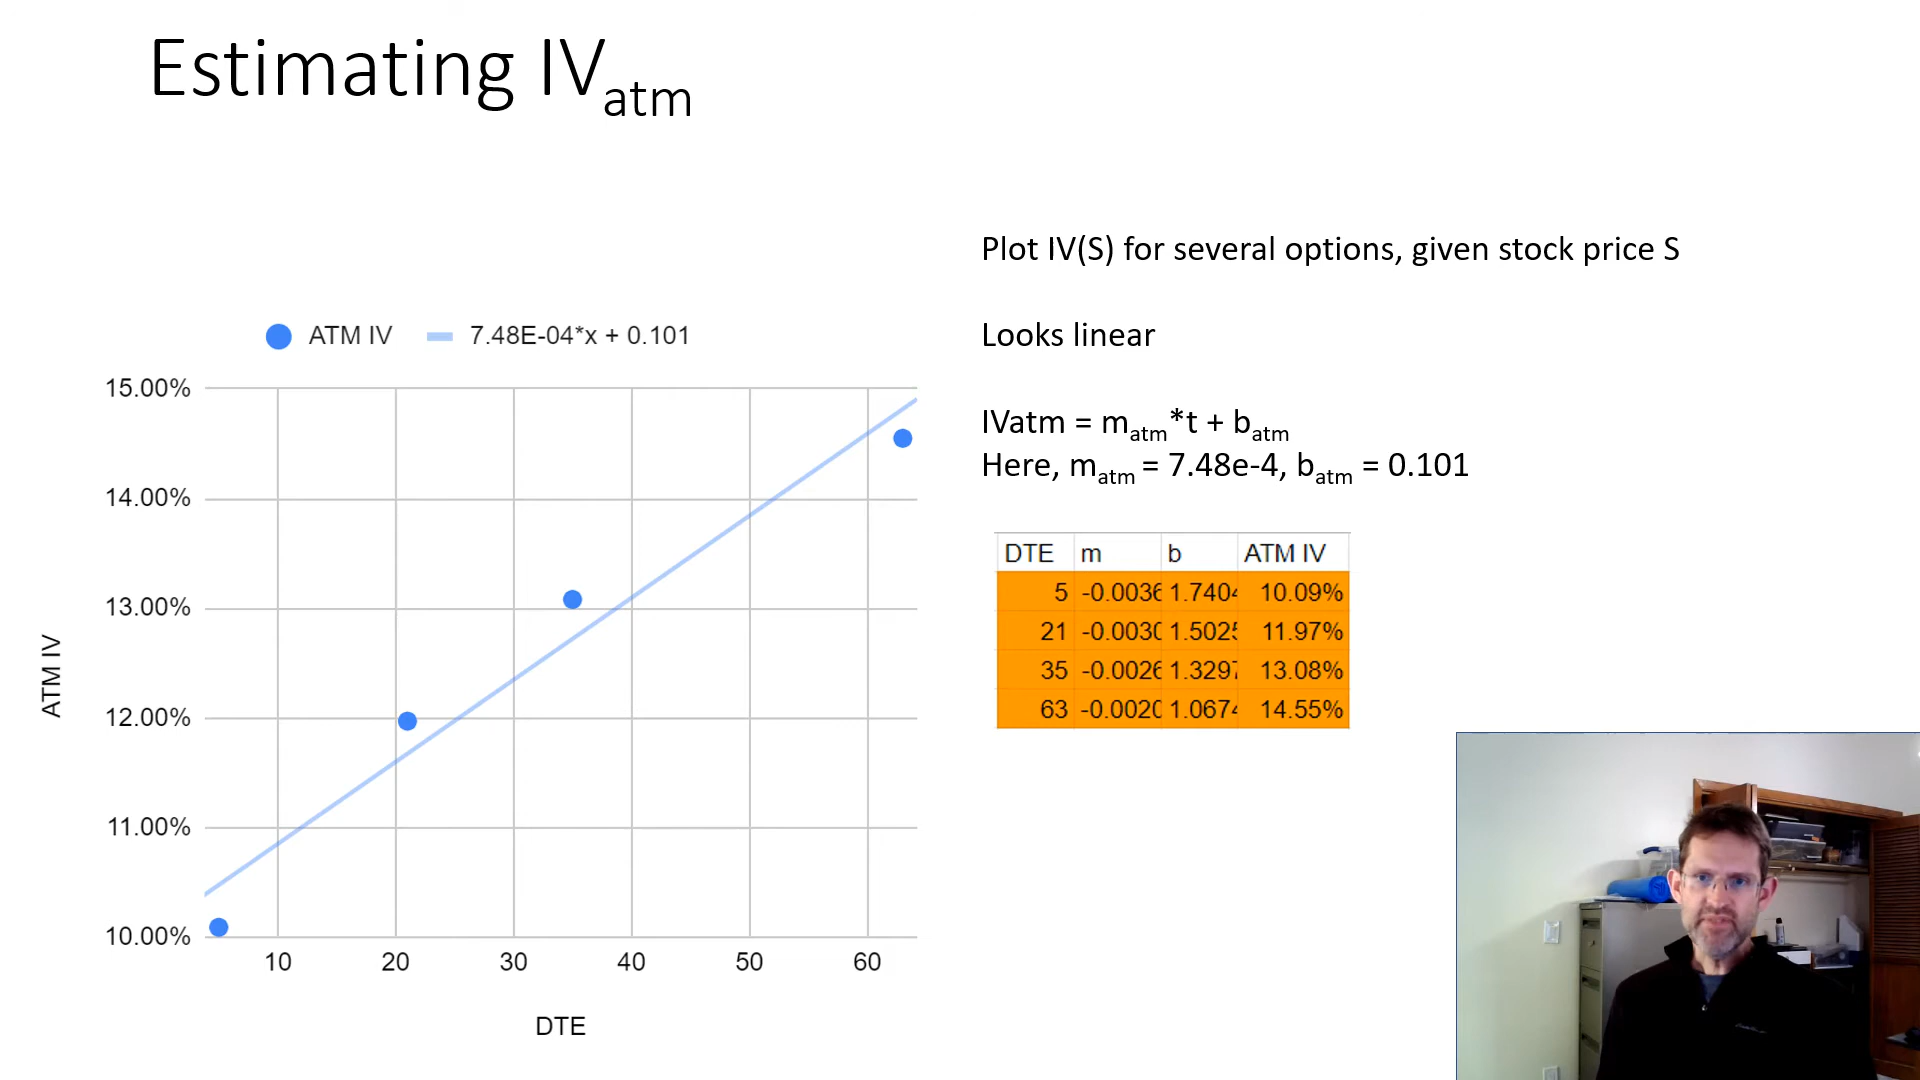 Estimating IVatm
Plot IV(S) for several options, given stock price S
Looks linear
IVatm = matm*t + batm
Here, matm = 7.48e-4, batm = 0.101
ATM IV 7.48E-04*x + 0.101
15.00%
14.00%
13.00%
12.00%
11.00%
10.00%
ATM IV
10 20 30 40 50 60
DTE
DTE m b ATM IV
5 -0.0036 1.7404 10.09%
21 -0.0030 1.5025 11.97%
35 -0.0026 1.3297 13.08%
63 -0.0020 1.0674 14.55%